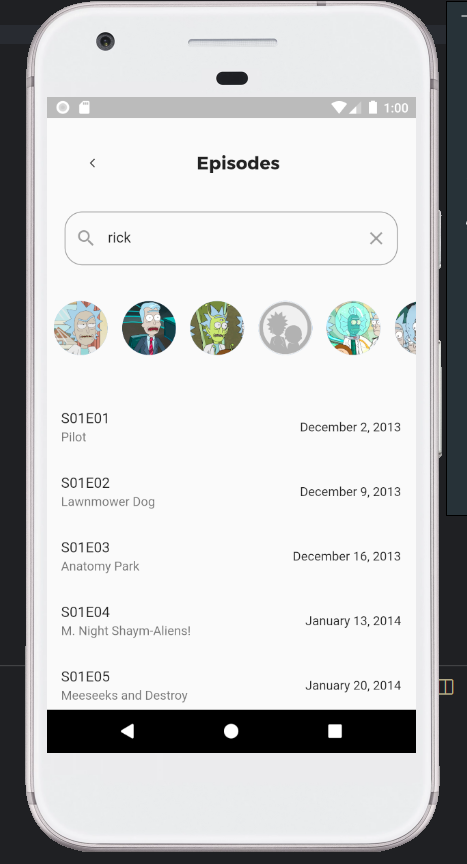 1:00
Episodes
rick
S01E01
Pilot
December 2, 2013
S01E02
Lawnmower Dog
December 9, 2013
S01E03
Anatomy Park
December 16, 2013
S01E04
M. Night Shaym-Aliens!
January 13, 2014
S01E05
Meeseeks and Destroy
January 20, 2014